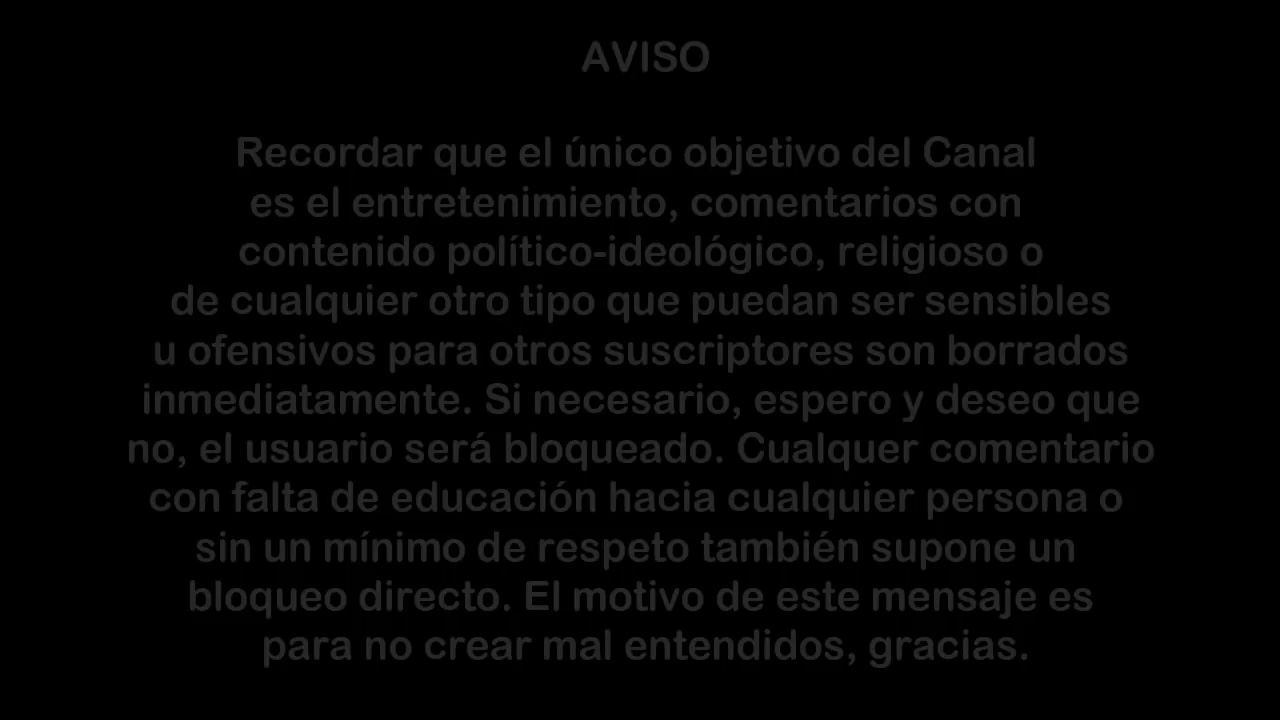 AVISO
Recordar que el único objetivo del Canal
es el entretenimiento, comentarios con
contenido político-ideológico, religioso o
de cualquier otro tipo que puedan ser sensibles
u ofensivos para otros suscriptores son borrados
inmediatamente. Si necesario, espero y deseo que
no, el usuario será bloqueado. Cualquer comentario
con falta de educación hacia cualquier persona o
sin un mínimo de respeto también supone un
bloqueo directo. El motivo de este mensaje es
para no crear mal entendidos, gracias.